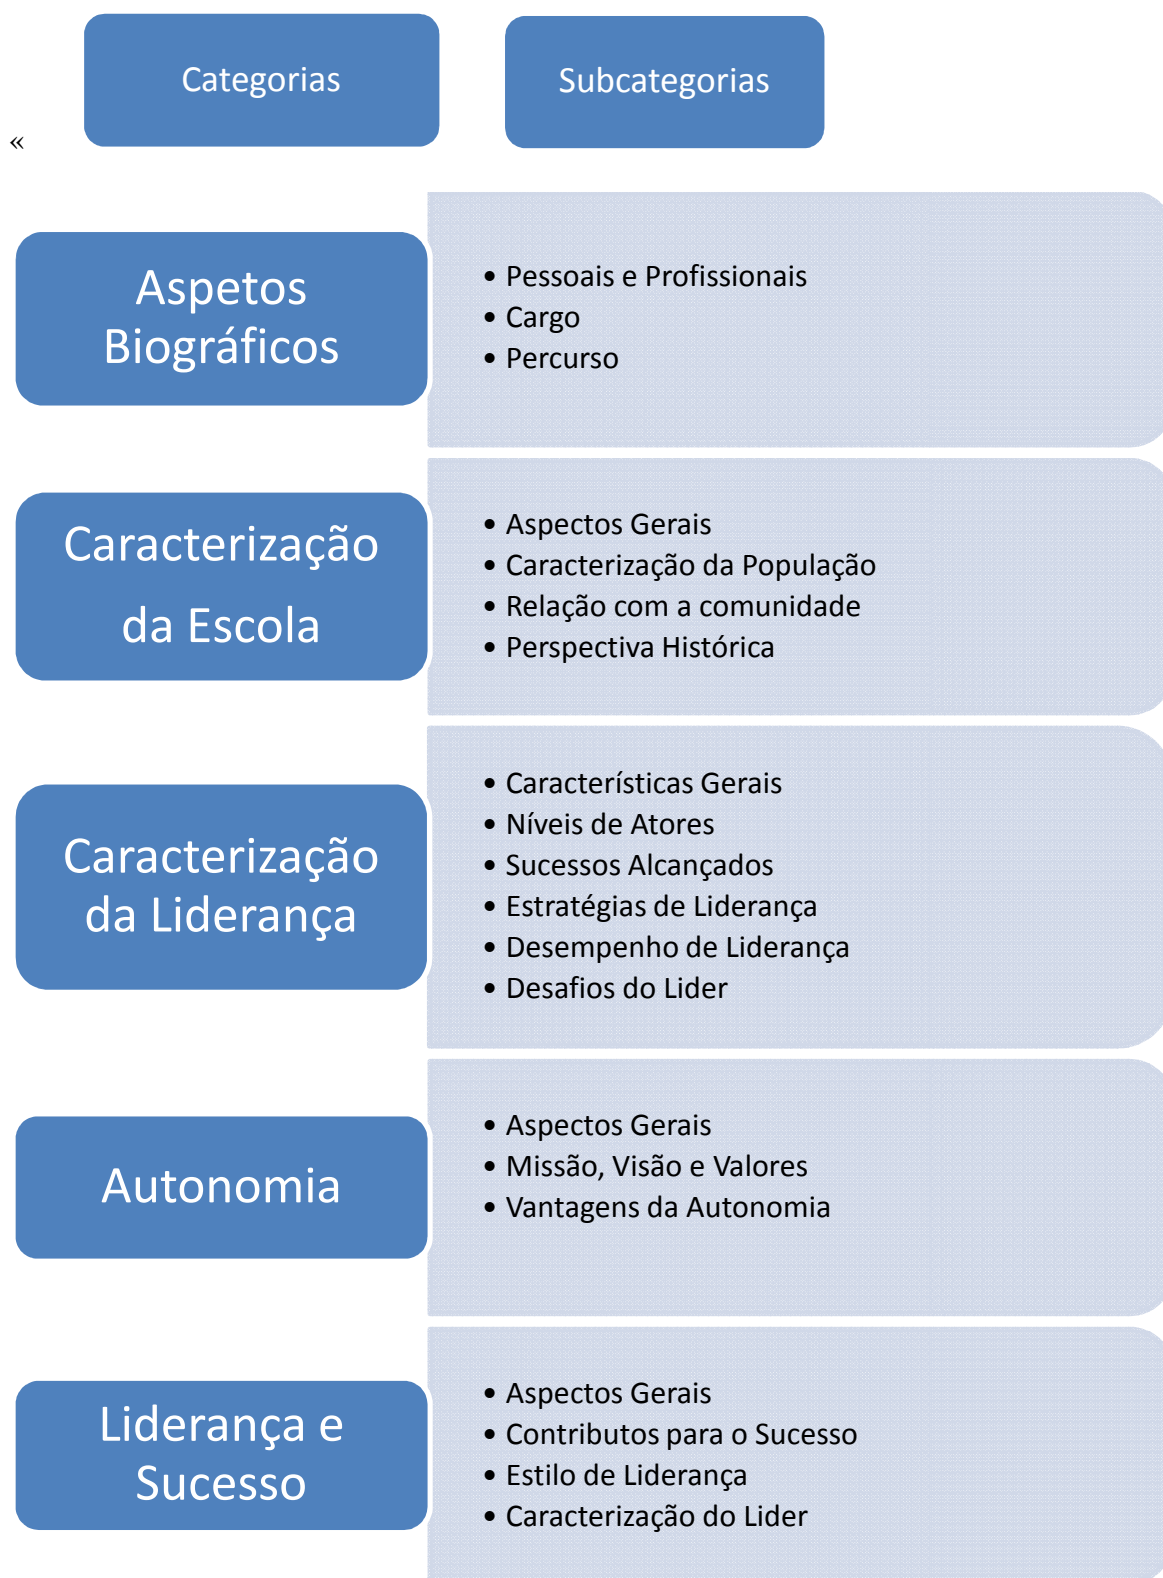 Categorias
Subcategorias
«
Aspetos
Biográficos
• Pessoais e Profissionais
• Cargo
• Percurso
Caracterização
da Escola
• Aspectos Gerais
• Caracterização da População
• Relação com a comunidade
• Perspectiva Histórica
Caracterização
da Liderança
• Características Gerais
• Níveis de Atores
• Sucessos Alcançados
• Estratégias de Liderança
• Desempenho de Liderança
• Desafios do Lider
Autonomia
• Aspectos Gerais
• Missão, Visão e Valores
• Vantagens da Autonomia
Liderança e
Sucesso
• Aspectos Gerais
• Contributos para o Sucesso
• Estilo de Liderança
• Caracterização do Lider